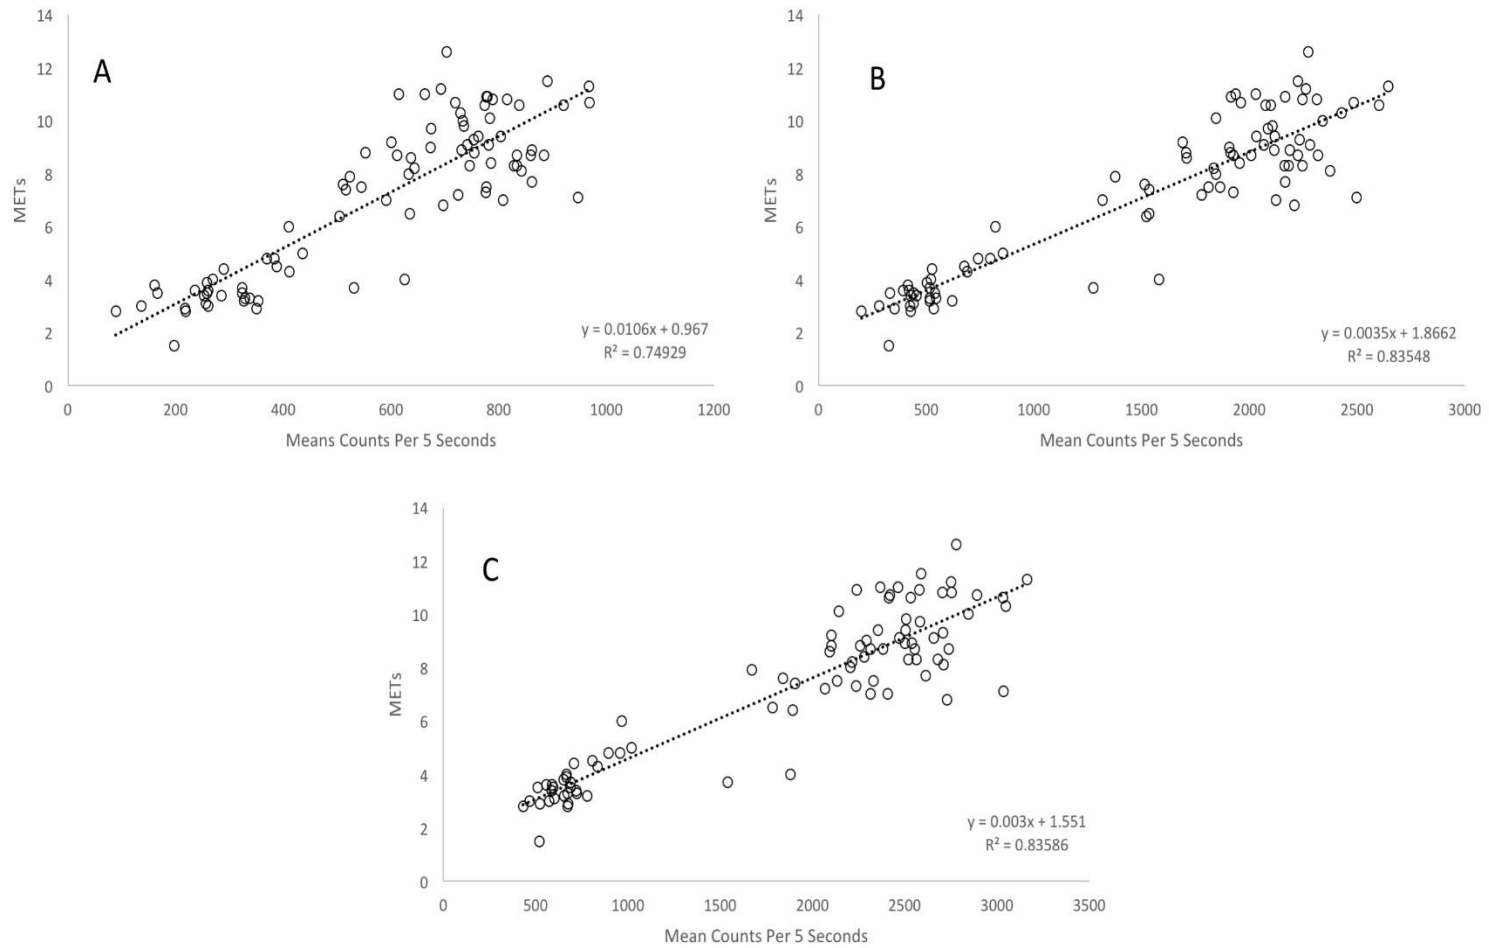 A
METs
14
12
10
8
6
4
2
0
0 200 400 600 800 1000 1200
Means Counts Per 5 Seconds
y = 0.0106x + 0.967
R² = 0.74929
B
METs
14
12
10
8
6
4
2
0
0 500 1000 1500 2000 2500 3000
Mean Counts Per 5 Seconds
y = 0.0035x + 1.8662
R² = 0.83548
C
METs
14
12
10
8
6
4
2
0
0 500 1000 1500 2000 2500 3000 3500
Mean Counts Per 5 Seconds
y = 0.003x + 1.551
R² = 0.83586